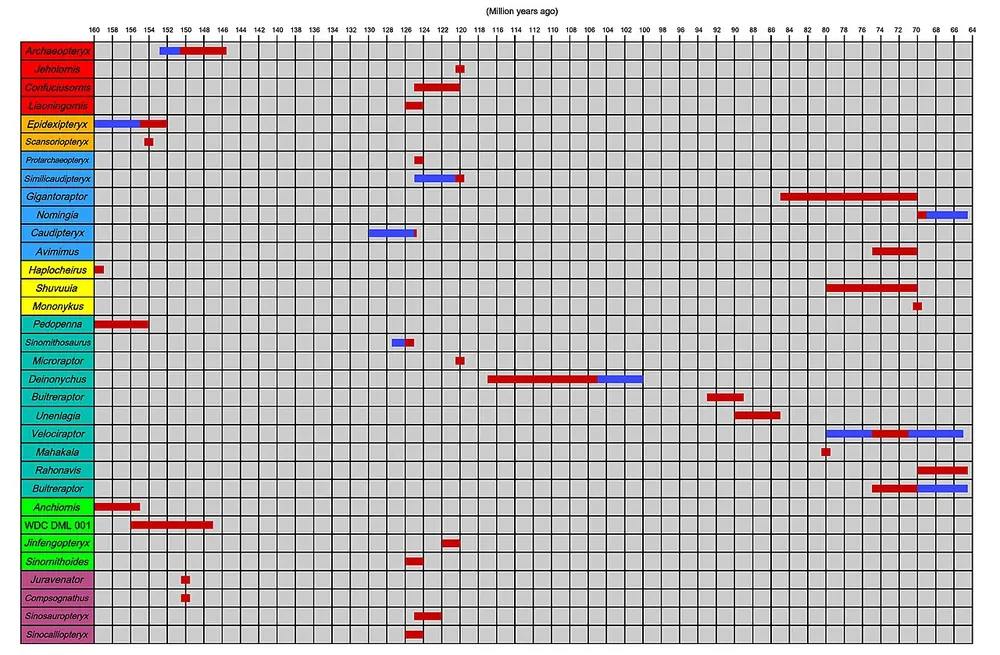 (Million years ago)
160 158 156 154 152 150 148 146 144 142 140 138 136 134 132 130 128 126 124 122 120 118 116 114 112 110 108 106 104 102 100 98 96 94 92 90 88 86 84 82 80 78 76 74 72 70 68 66 64
Archaeopteryx
Jeholornis
Confuciusornis
Liaoningornis
Epidexipteryx
Scansoriopteryx
Protarchaeopteryx
Similicaudipteryx
Gigantoraptor
Nomingia
Caudipteryx
Avimimus
Haplocheirus
Shuvuuia
Mononykus
Pedopenna
Sinornithosaurus
Microraptor
Deinonychus
Buitreraptor
Unenlagia
Velociraptor
Mahakala
Rahonavis
Buitreraptor
Anchiornis
WDC DML 001
Jinfengopteryx
Sinornithoides
Juravenator
Compsognathus
Sinosauropteryx
Sinocalliopteryx